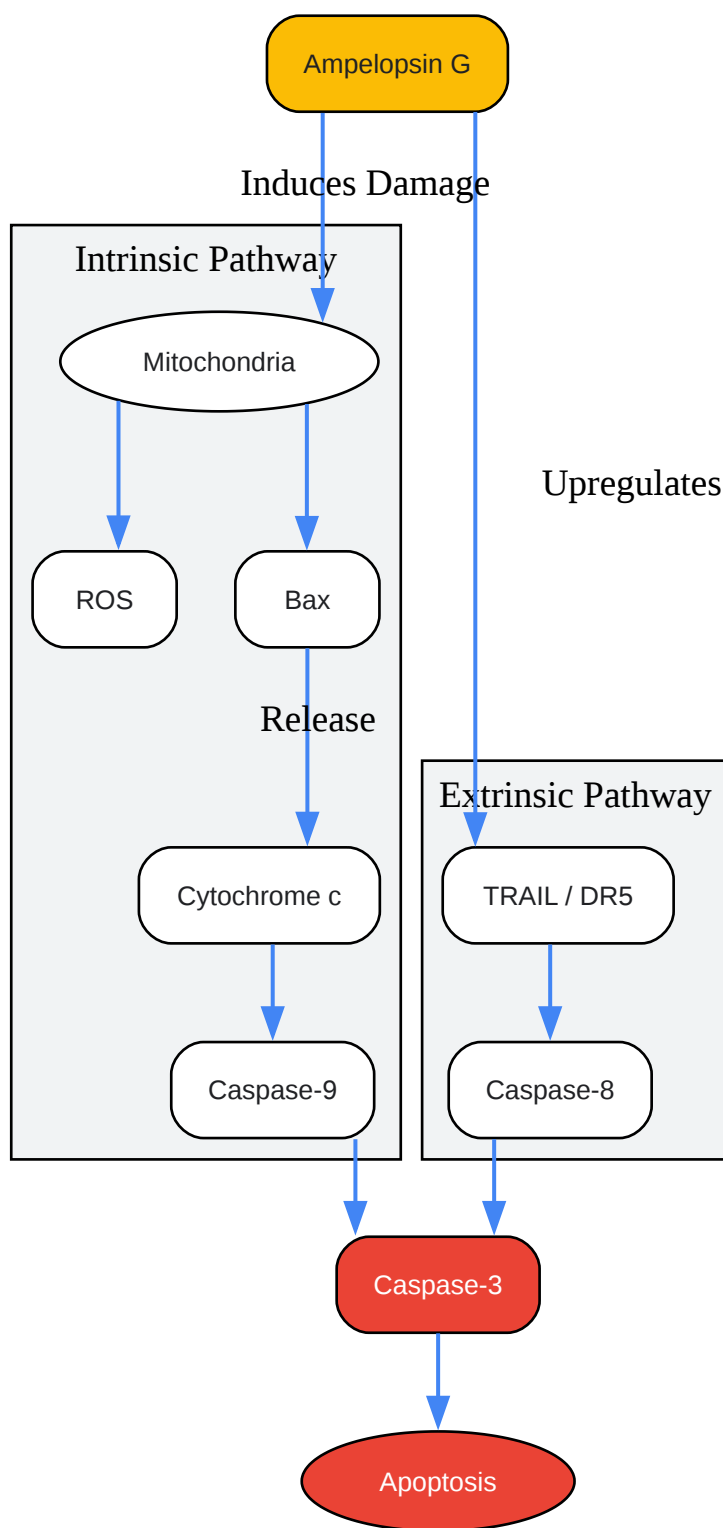 Ampelopsin G
Induces Damage
Intrinsic Pathway
Mitochondria
Upregulates
ROS
Bax
Release
Extrinsic Pathway
Cytochrome c
TRAIL / DR5
Caspase-9
Caspase-8
Caspase-3
Apoptosis